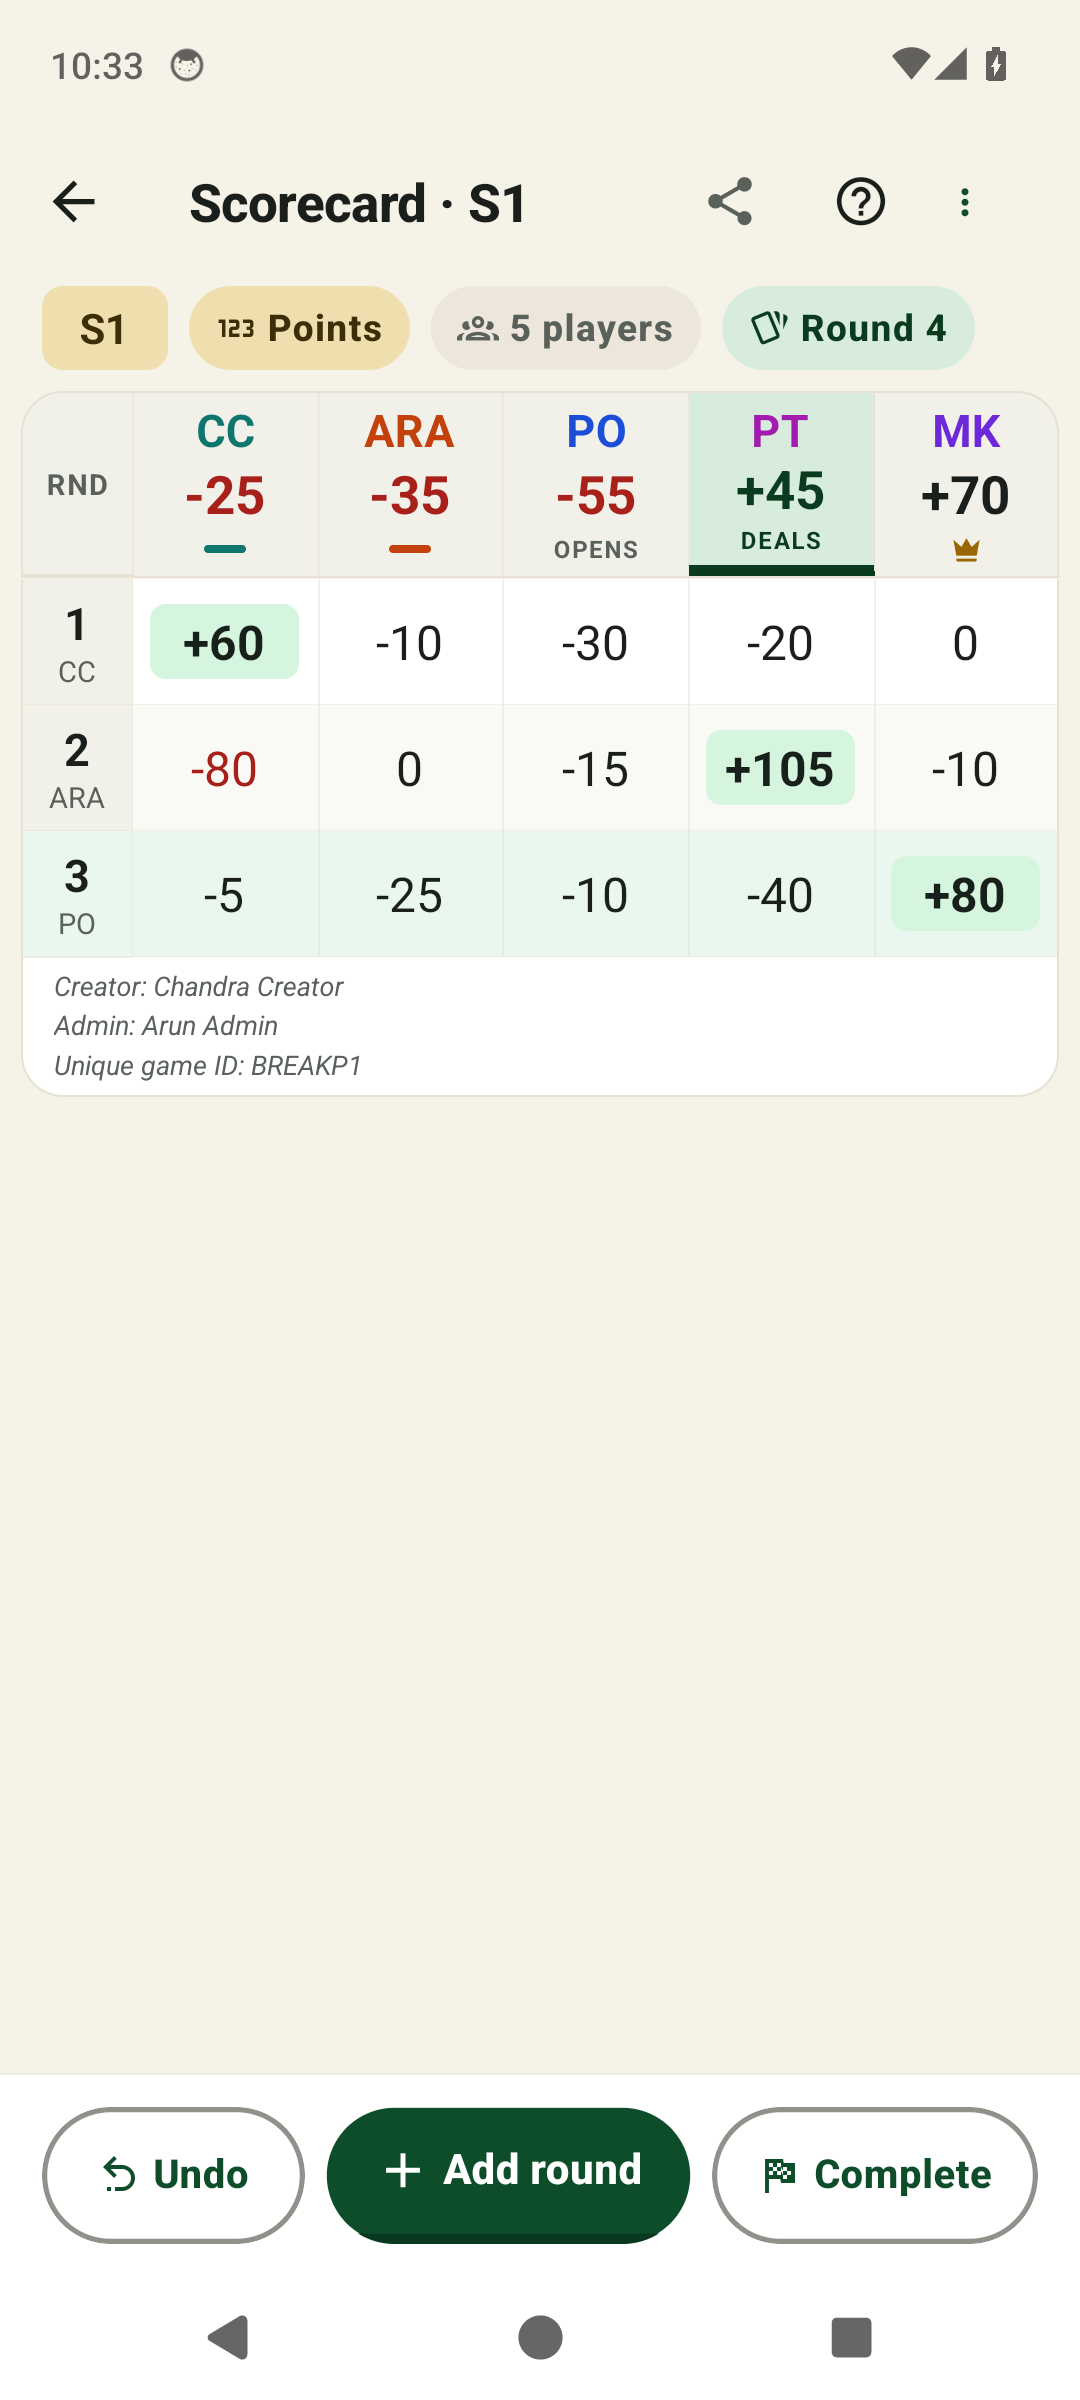 10:33
Scorecard · S1
S1
123 Points
5 players
Round 4
RND
CC
ARA
PO
PT
MK
-25
-35
-55
+45
+70
OPENS
DEALS
1
CC
+60
-10
-30
-20
0
2
ARA
-80
0
-15
+105
-10
3
PO
-5
-25
-10
-40
+80
Creator: Chandra Creator
Admin: Arun Admin
Unique game ID: BREAKP1
Undo
Add round
Complete